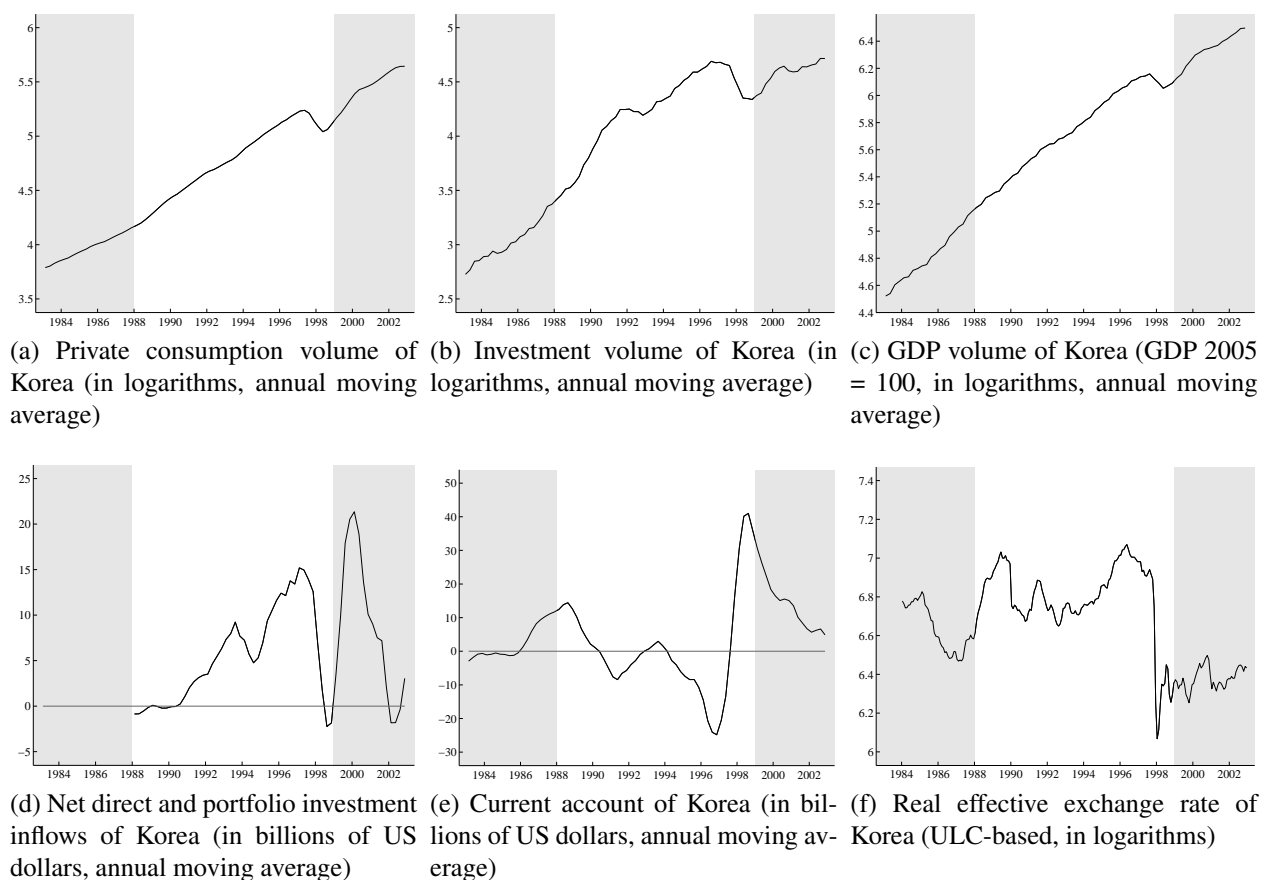 6
5.5
5
4.5
4
3.5
1984 1986 1988 1990 1992 1994 1996 1998 2000 2002
(a) Private consumption volume of
Korea (in logarithms, annual moving
average)
5
4.5
4
3.5
3
2.5
1984 1986 1988 1990 1992 1994 1996 1998 2000 2002
(b) Investment volume of Korea (in
logarithms, annual moving average)
6.4
6.2
6
5.8
5.6
5.4
5.2
5
4.8
4.6
4.4
1984 1986 1988 1990 1992 1994 1996 1998 2000 2002
(c) GDP volume of Korea (GDP 2005
= 100, in logarithms, annual moving
average)
25
20
15
10
5
0
−5
1984 1986 1988 1990 1992 1994 1996 1998 2000 2002
(d) Net direct and portfolio investment
inflows of Korea (in billions of US
dollars, annual moving average)
50
40
30
20
10
0
−10
−20
−30
1984 1986 1988 1990 1992 1994 1996 1998 2000 2002
(e) Current account of Korea (in bil-
lions of US dollars, annual moving av-
erage)
7.4
7.2
7
6.8
6.6
6.4
6.2
6
1984 1986 1988 1990 1992 1994 1996 1998 2000 2002
(f) Real effective exchange rate of
Korea (ULC-based, in logarithms)